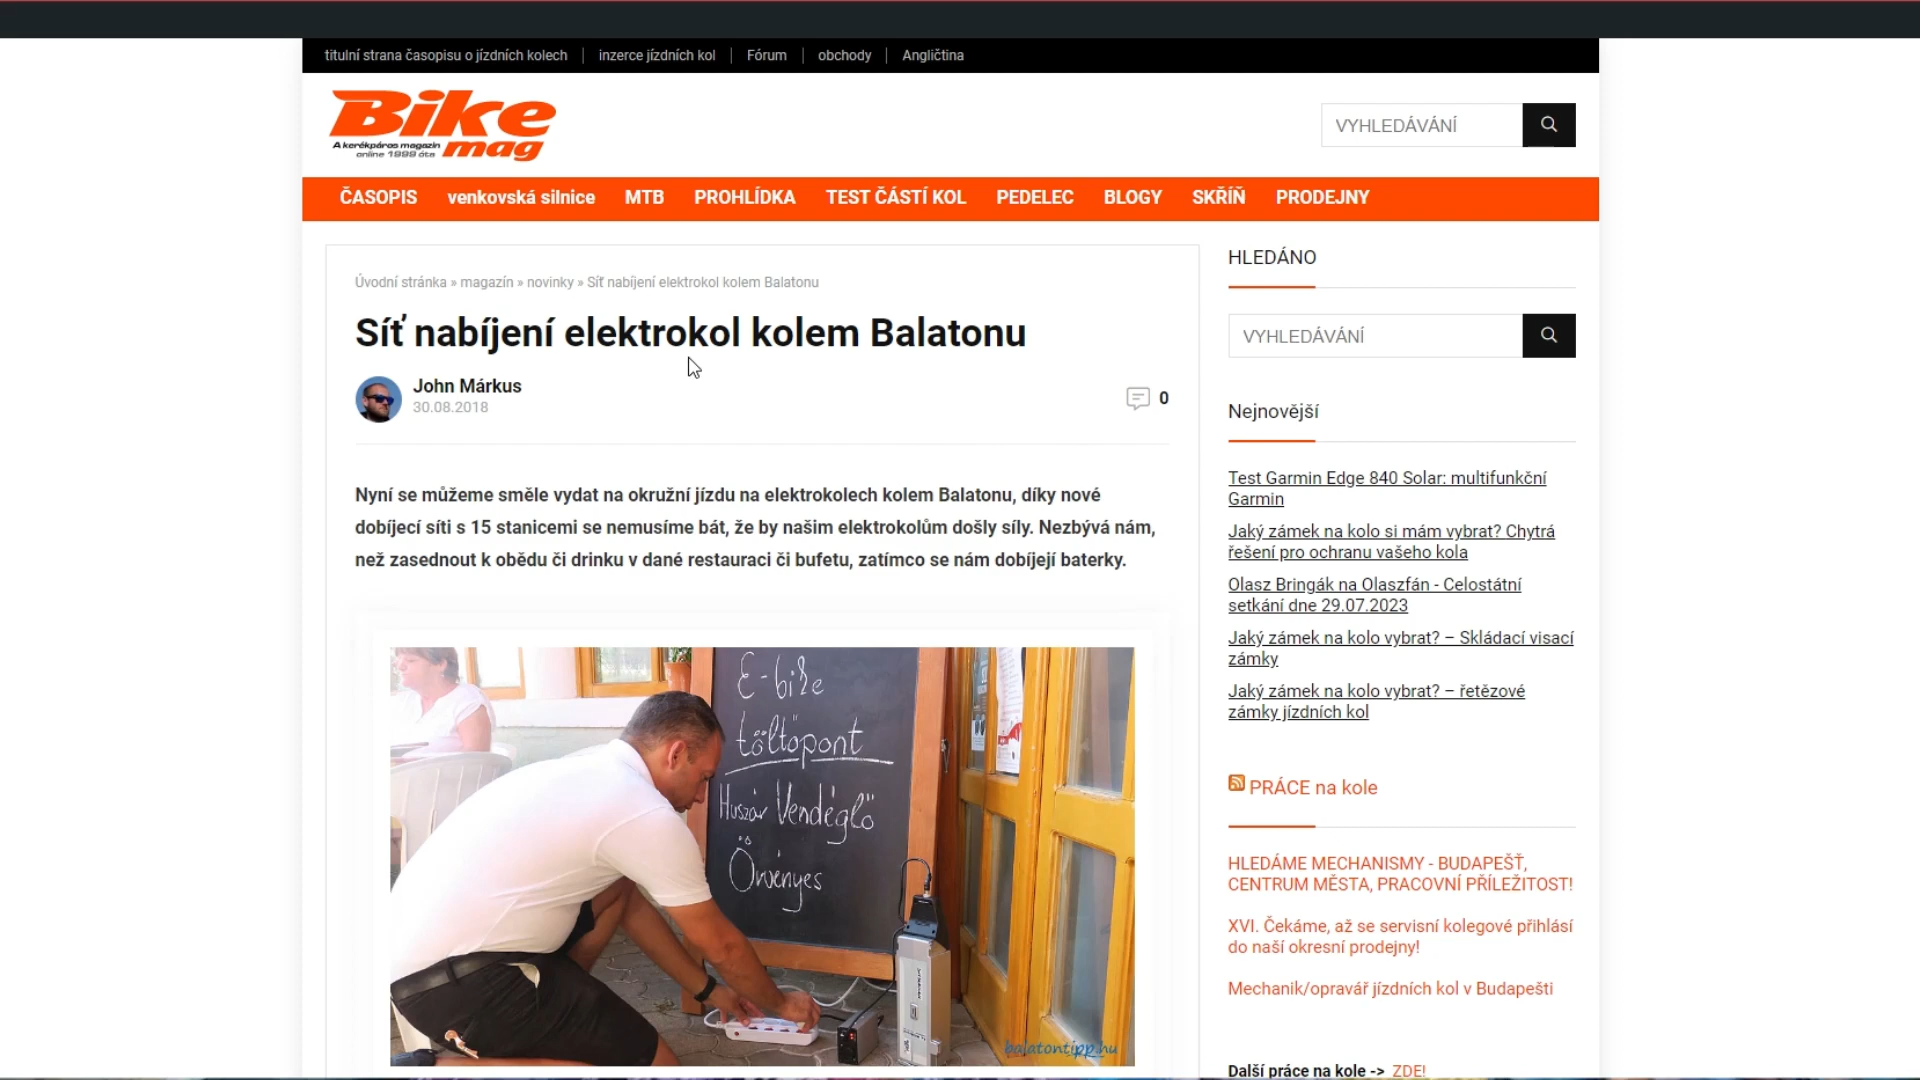 titulní strana časopisu o jízdních kolech
inzerce jízdních kol
Fórum
obchody
Angličtina
Bike
mag
A kerékpáros magazin
online 1999 óta
VYHLEDÁVÁNÍ
ČASOPIS
venkovská silnice
MTB
PROHLÍDKA
TEST ČÁSTÍ KOL
PEDELEC
BLOGY
SKŘÍŇ
PRODEJNY
Úvodní stránka » magazín » novinky » Síť nabíjení elektrokol kolem Balatonu
Síť nabíjení elektrokol kolem Balatonu
John Márkus
30.08.2018
0
Nyní se můžeme směle vydat na okružní jízdu na elektrokolech kolem Balatonu, díky nové
dobíjecí síti s 15 stanicemi se nemusíme bát, že by našim elektrokolům došly síly. Nezbývá nám,
než zasednout k obědu či drinku v dané restauraci či bufetu, zatímco se nám dobíjejí baterky.
E-bike
töltőpont
Huszár Vendéglő
Örvényes
balatontipp.hu
HLEDÁNO
VYHLEDÁVÁNÍ
Nejnovější
Test Garmin Edge 840 Solar: multifunkční
Garmin
Jaký zámek na kolo si mám vybrat? Chytrá
řešení pro ochranu vašeho kola
Olasz Bringák na Olaszfán - Celostátní
setkání dne 29.07.2023
Jaký zámek na kolo vybrat? – Skládací visací
zámky
Jaký zámek na kolo vybrat? – řetězové
zámky jízdních kol
PRÁCE na kole
HLEDÁME MECHANISMY - BUDAPEŠŤ,
CENTRUM MĚSTA, PRACOVNÍ PŘÍLEŽITOST!
XVI. Čekáme, až se servisní kolegové přihlásí
do naší okresní prodejny!
Mechanik/opravář jízdních kol v Budapešti
Další práce na kole -> ZDE!